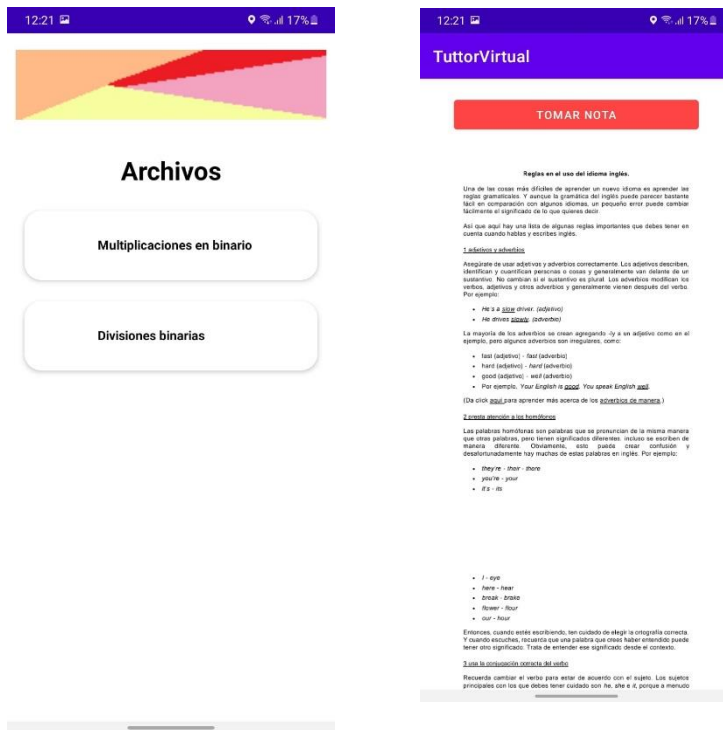 12:21 17%
Archivos
Multiplicaciones en binario
Divisiones binarias
12:21 17%
TuttorVirtual
TOMAR NOTA
Reglas en el uso del idioma inglés.
Una de las cosas más difíciles de aprender un nuevo idioma es aprender las
reglas gramaticales. Y aunque la gramática del inglés puede parecer bastante
fácil en comparación con algunos idiomas, un pequeño error puede cambiar
fácilmente el significado de lo que quieres decir.
Así que aquí hay una lista de algunas reglas importantes que debes tener en
cuenta cuando hablas y escribes inglés.
1 adjetivos y adverbios
Asegúrate de usar adjetivos y adverbios correctamente. Los adjetivos describen,
identifican y cuantifican personas o cosas y generalmente van delante de un
sustantivo. No cambian si el sustantivo es plural. Los adverbios modifican los
verbos, adjetivos y otros adverbios y generalmente vienen después del verbo.
Por ejemplo:
• He's a slow driver. (adjetivo)
• He drives slowly. (adverbio)
La mayoría de los adverbios se crean agregando -ly a un adjetivo como en el
ejemplo, pero algunos adverbios son irregulares, como:
• fast (adjetivo) - fast (adverbio)
• hard (adjetivo) - hard (adverbio)
• good (adjetivo) - well (adverbio)
• Por ejemplo, Your English is good. You speak English well.
(Da click aquí para aprender más acerca de los adverbios de manera.)
2 presta atención a los homófonos
Las palabras homófonas son palabras que se pronuncian de la misma manera
que otras palabras, pero tienen significados diferentes, incluso se escriben de
manera diferente. Obviamente, esto puede crear confusión y
desafortunadamente hay muchas de estas palabras en inglés. Por ejemplo:
• they're - their - there
• you're - your
• it's - its
• I - eye
• here - hear
• break - brake
• flower - flour
• our - hour
Entonces, cuando estés escribiendo, ten cuidado de elegir la ortografía correcta.
Y cuando escuches, recuerda que una palabra que crees haber entendido puede
tener otro significado. Trata de entender ese significado desde el contexto.
3 usa la conjugación correcta del verbo
Recuerda cambiar el verbo para estar de acuerdo con el sujeto. Los sujetos
principales con los que debes tener cuidado son he, she e it, porque a menudo